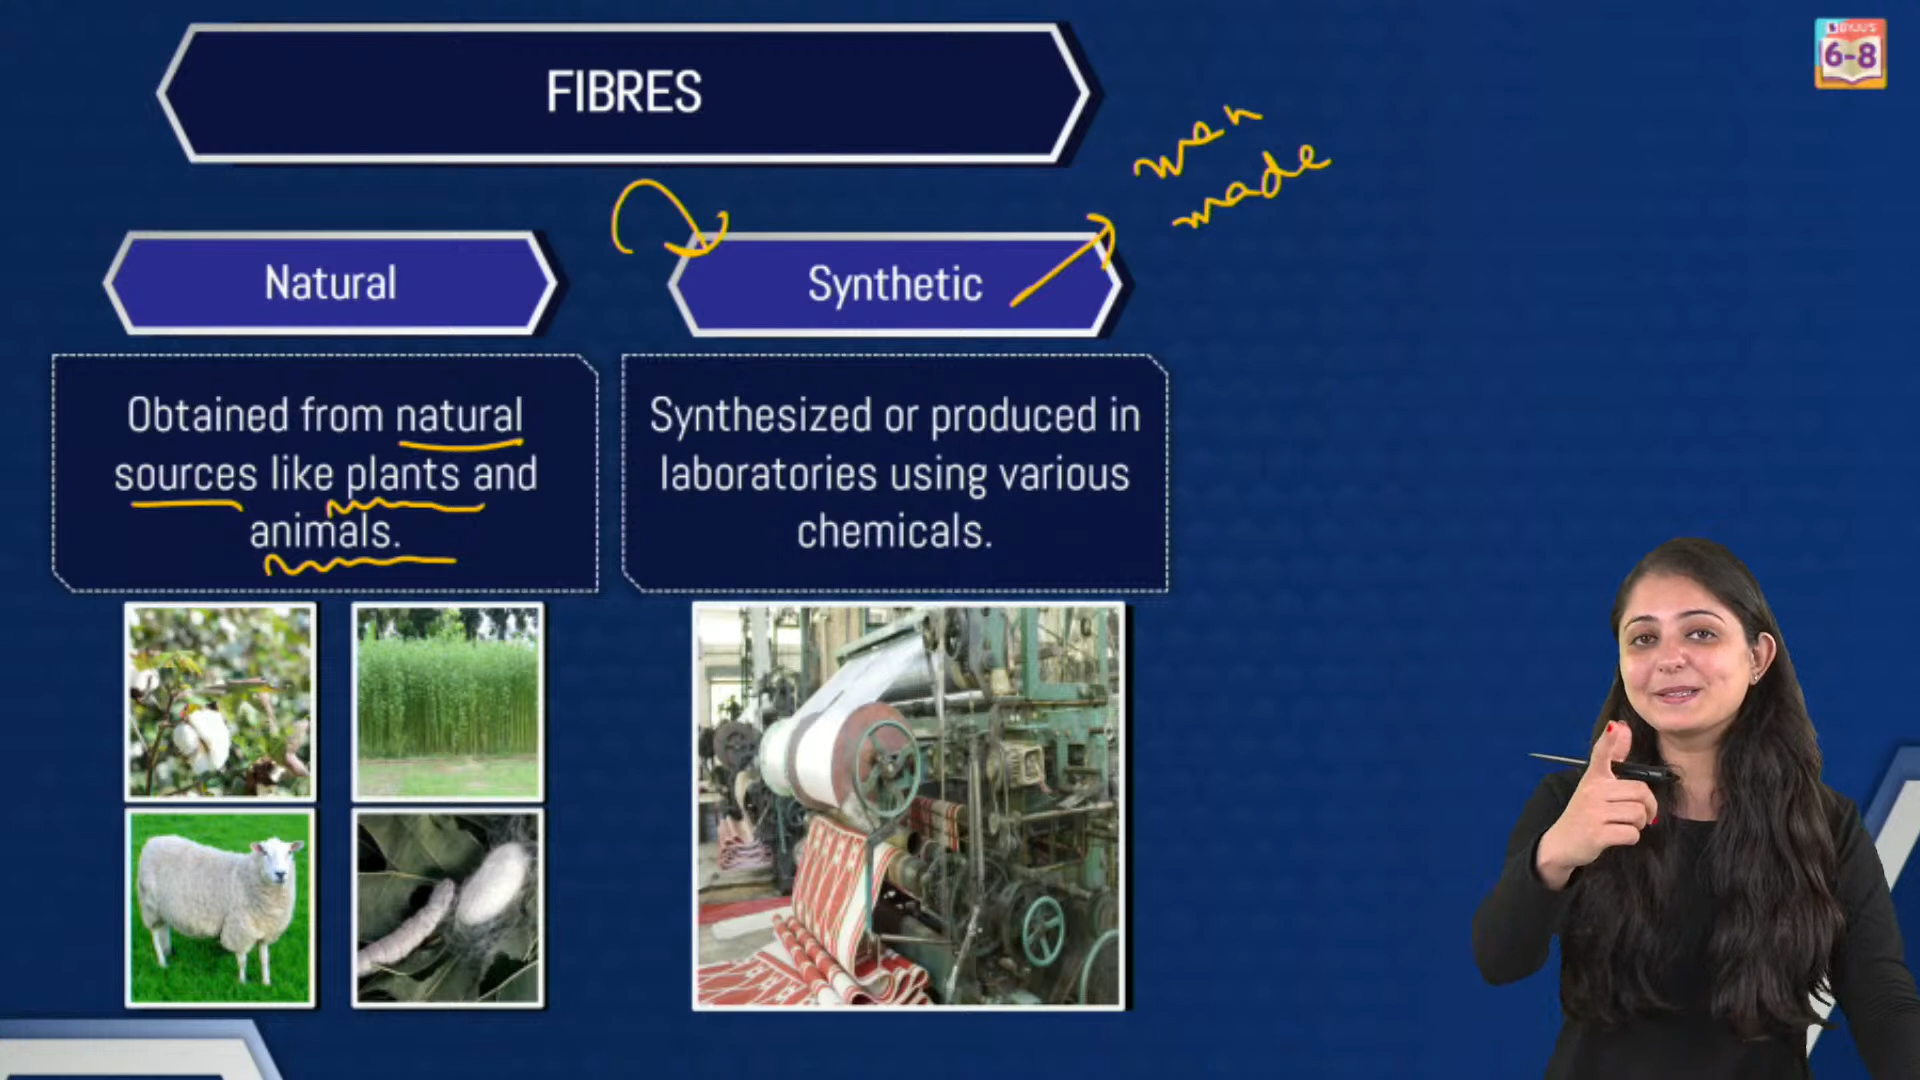 FIBRES
BYJU'S
6-8
man
made
Natural
Synthetic
Obtained from natural
sources like plants and
animals.
Synthesized or produced in
laboratories using various
chemicals.